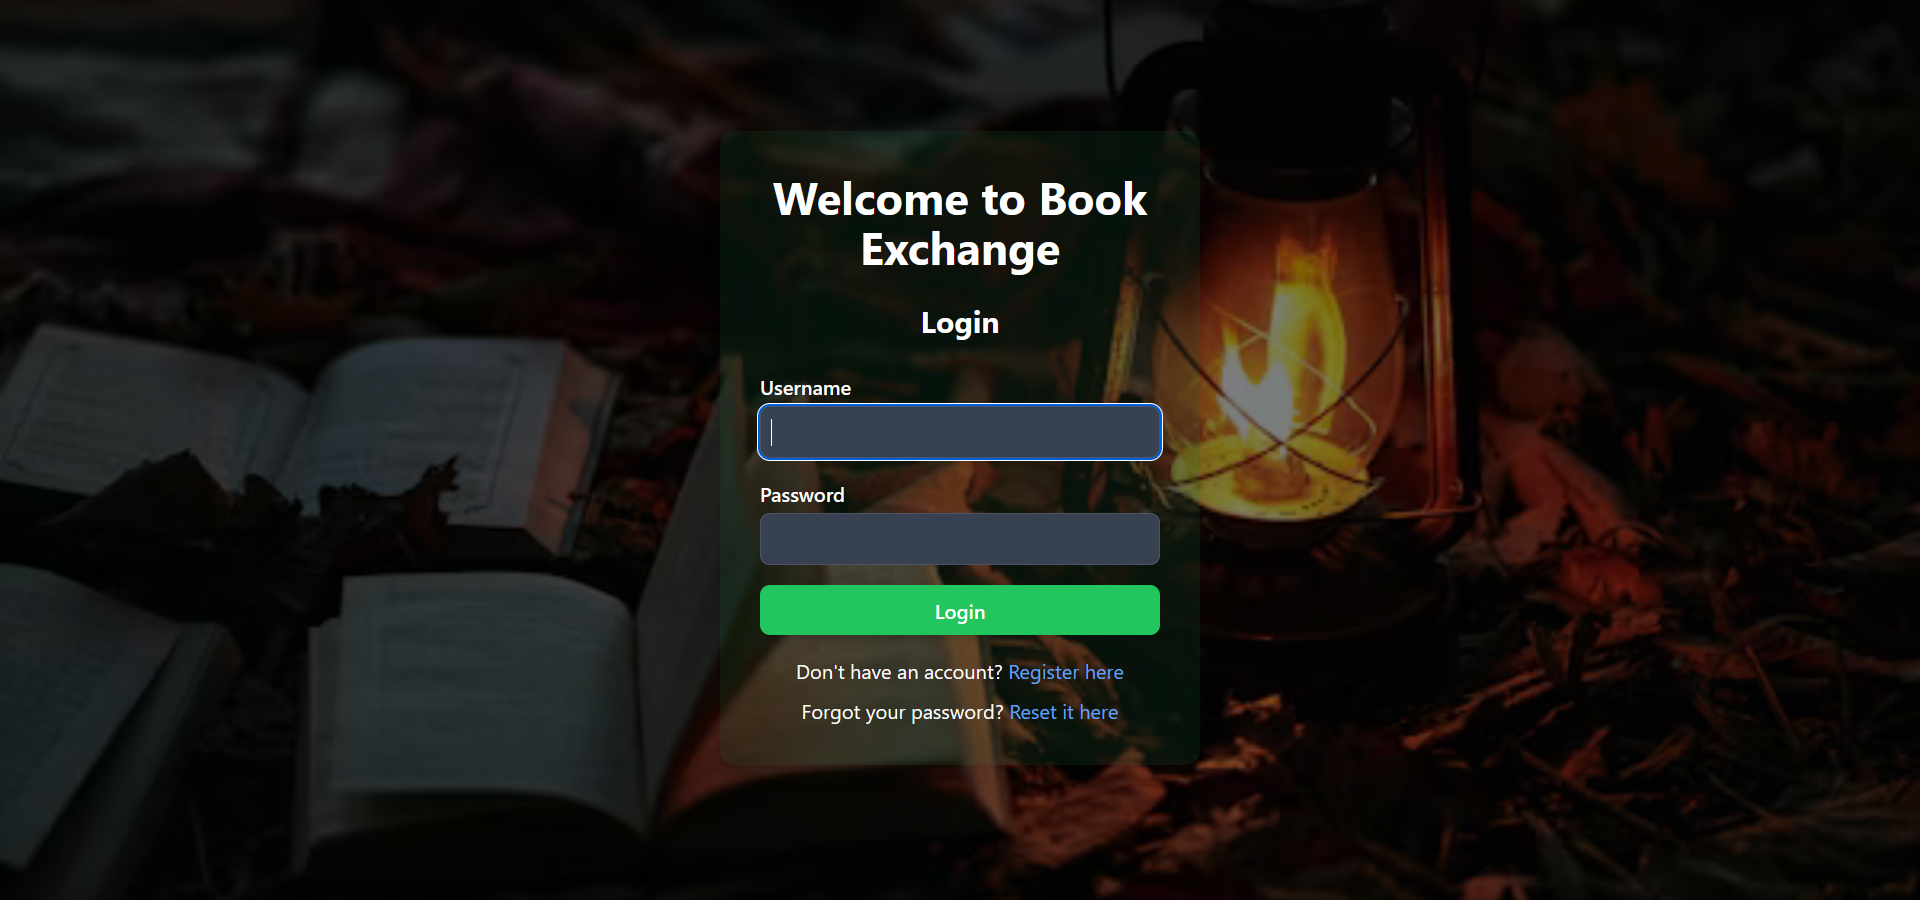 Welcome to Book
Exchange
Login
Username
Password
Login
Don't have an account? Register here
Forgot your password? Reset it here